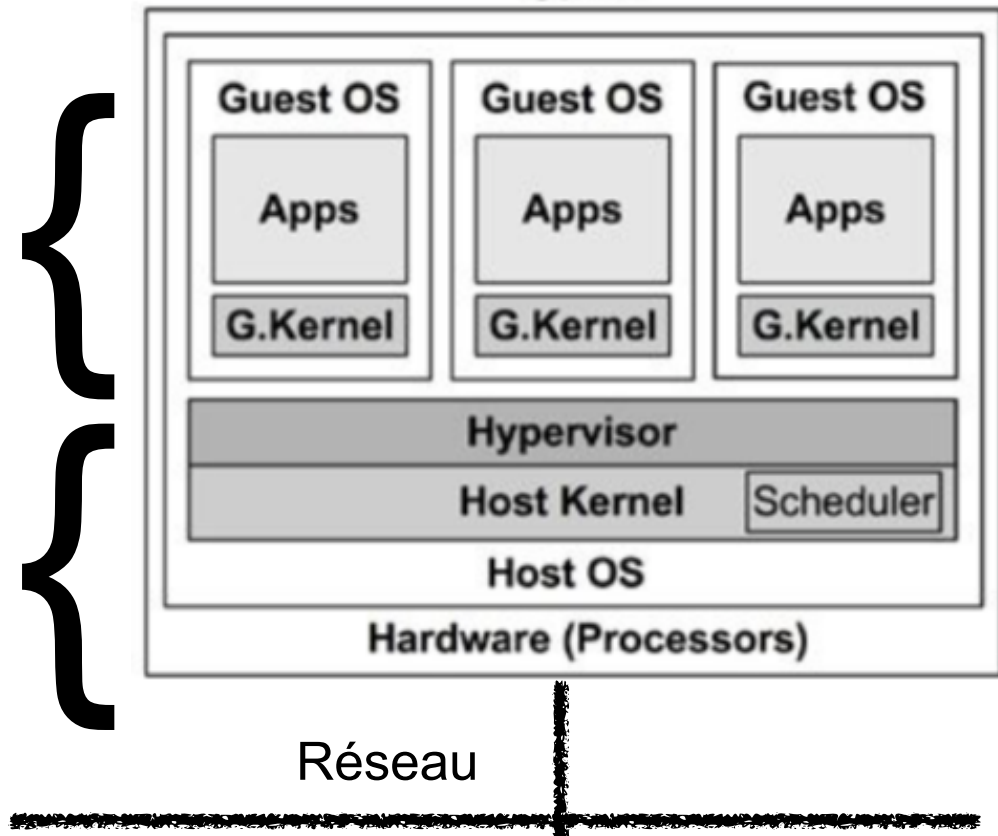 Guest OS Guest OS Guest OS
Apps Apps Apps
G.Kernel G.Kernel G.Kernel
Hypervisor
Host Kernel Scheduler
Host OS
Hardware (Processors)
Réseau